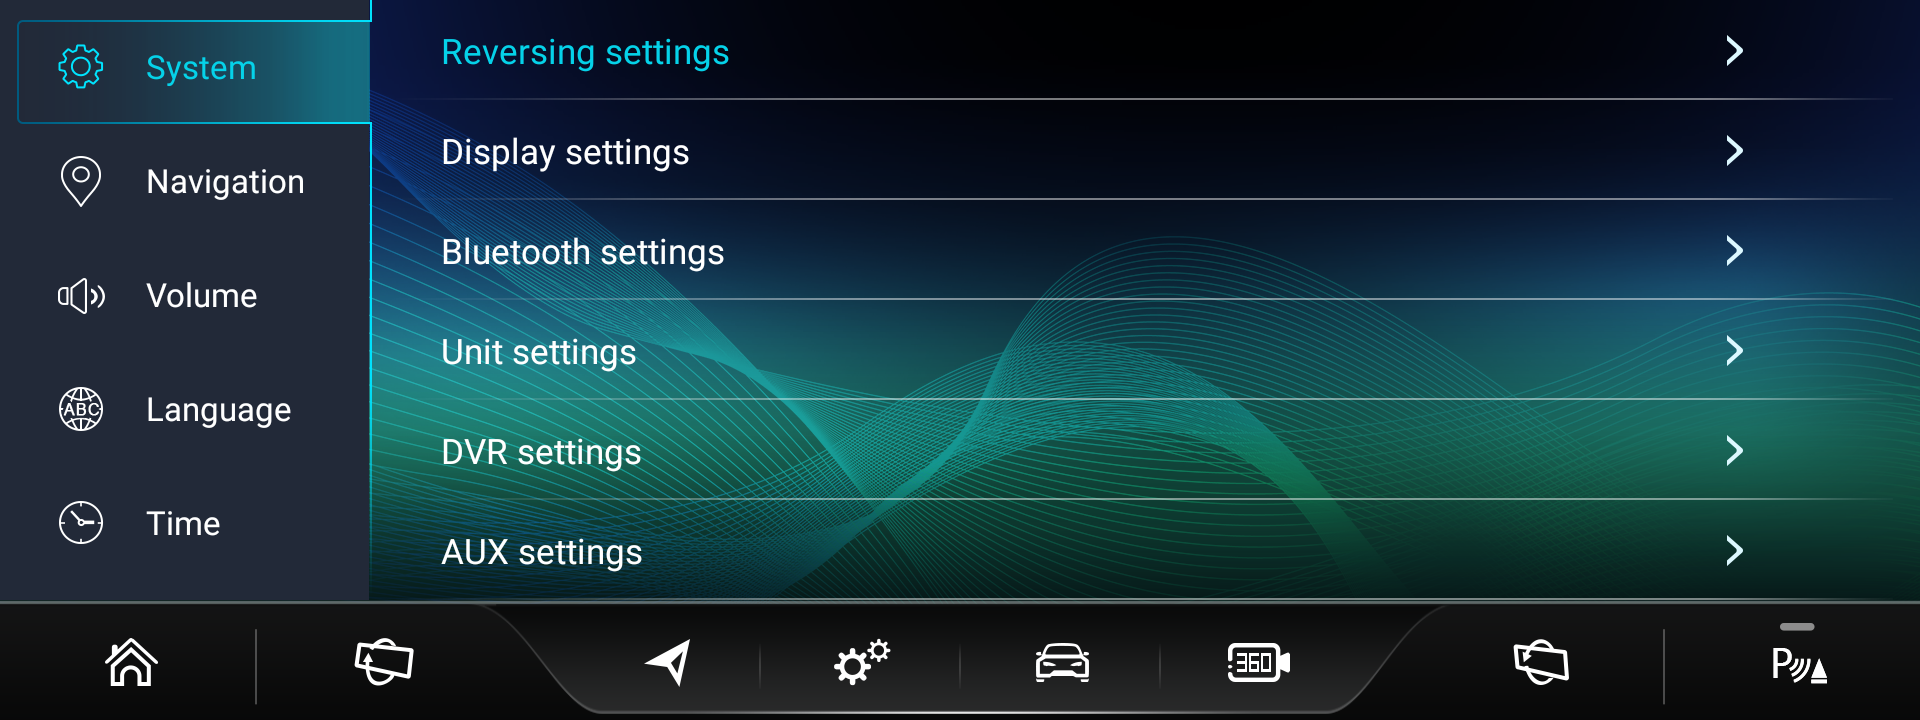 System
Navigation
Volume
ABC
Language
Time
Reversing settings
Display settings
Bluetooth settings
Unit settings
DVR settings
AUX settings
360
P